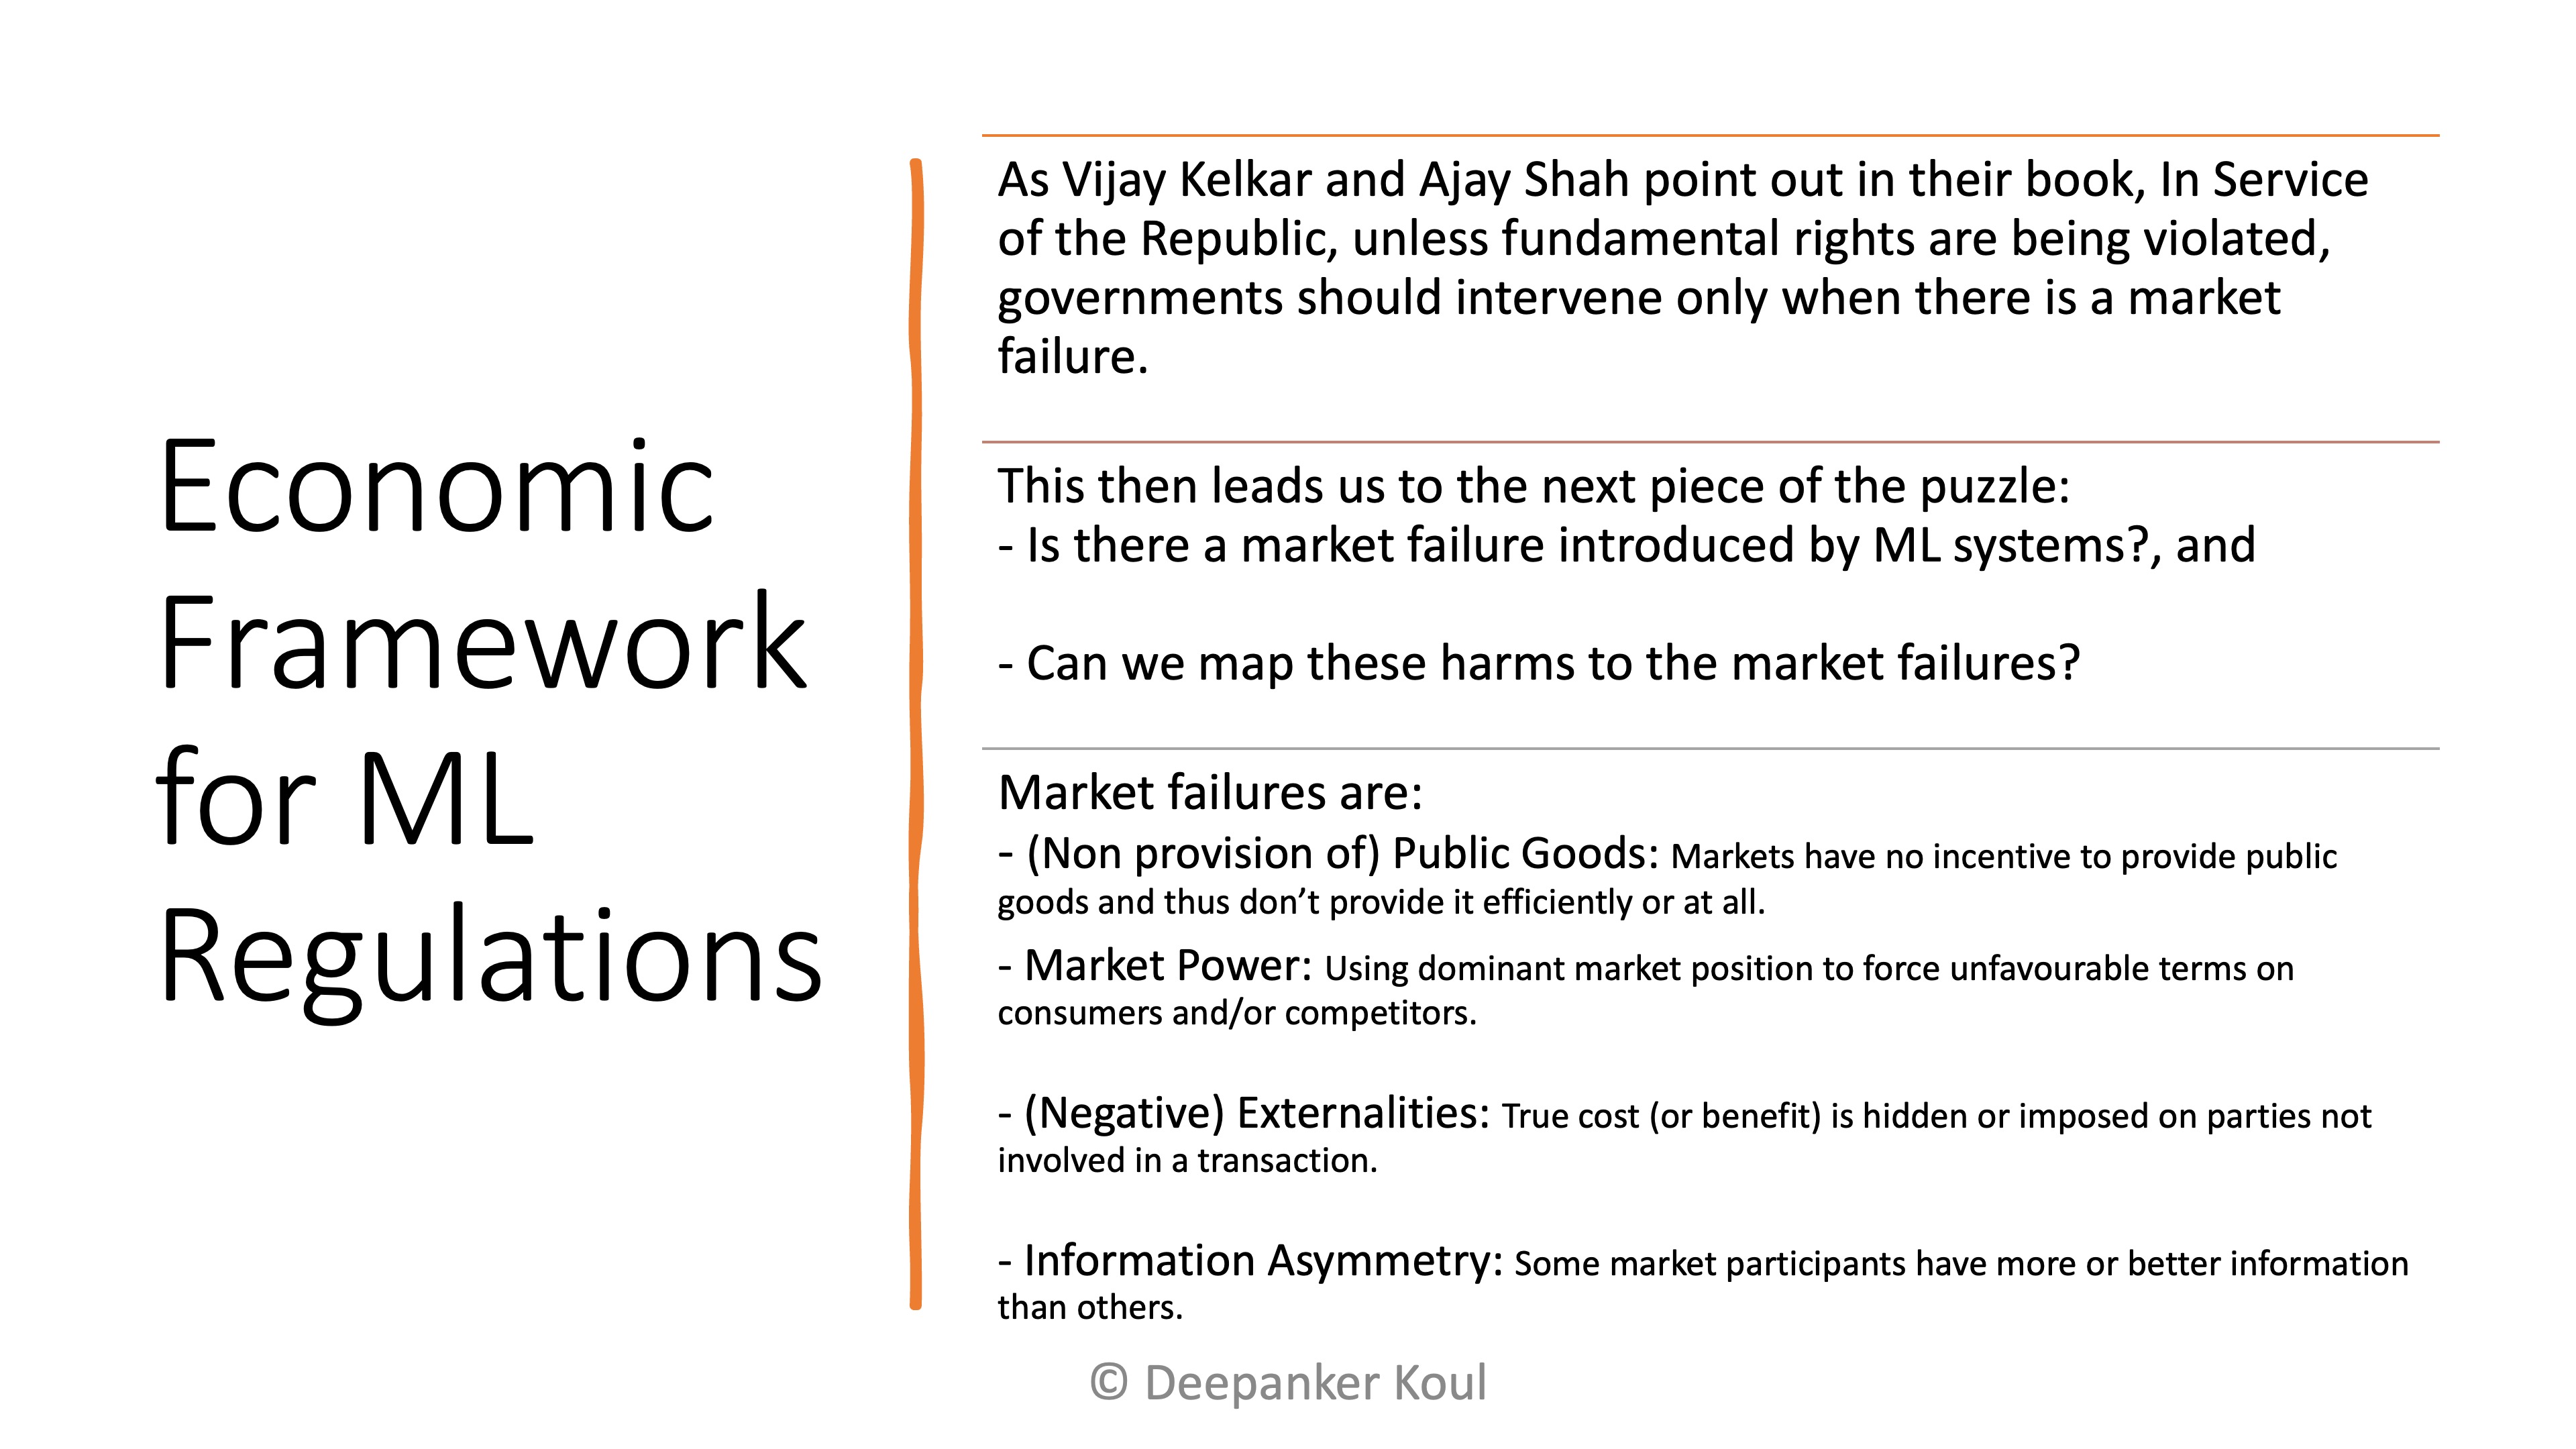 Economic
Framework
for ML
Regulations
As Vijay Kelkar and Ajay Shah point out in their book, In Service
of the Republic, unless fundamental rights are being violated,
governments should intervene only when there is a market
failure.
This then leads us to the next piece of the puzzle:
- Is there a market failure introduced by ML systems?, and
- Can we map these harms to the market failures?
Market failures are:
- (Non provision of) Public Goods: Markets have no incentive to provide public
goods and thus don’t provide it efficiently or at all.
- Market Power: Using dominant market position to force unfavourable terms on
consumers and/or competitors.
- (Negative) Externalities: True cost (or benefit) is hidden or imposed on parties not
involved in a transaction.
- Information Asymmetry: Some market participants have more or better information
than others.
© Deepanker Koul